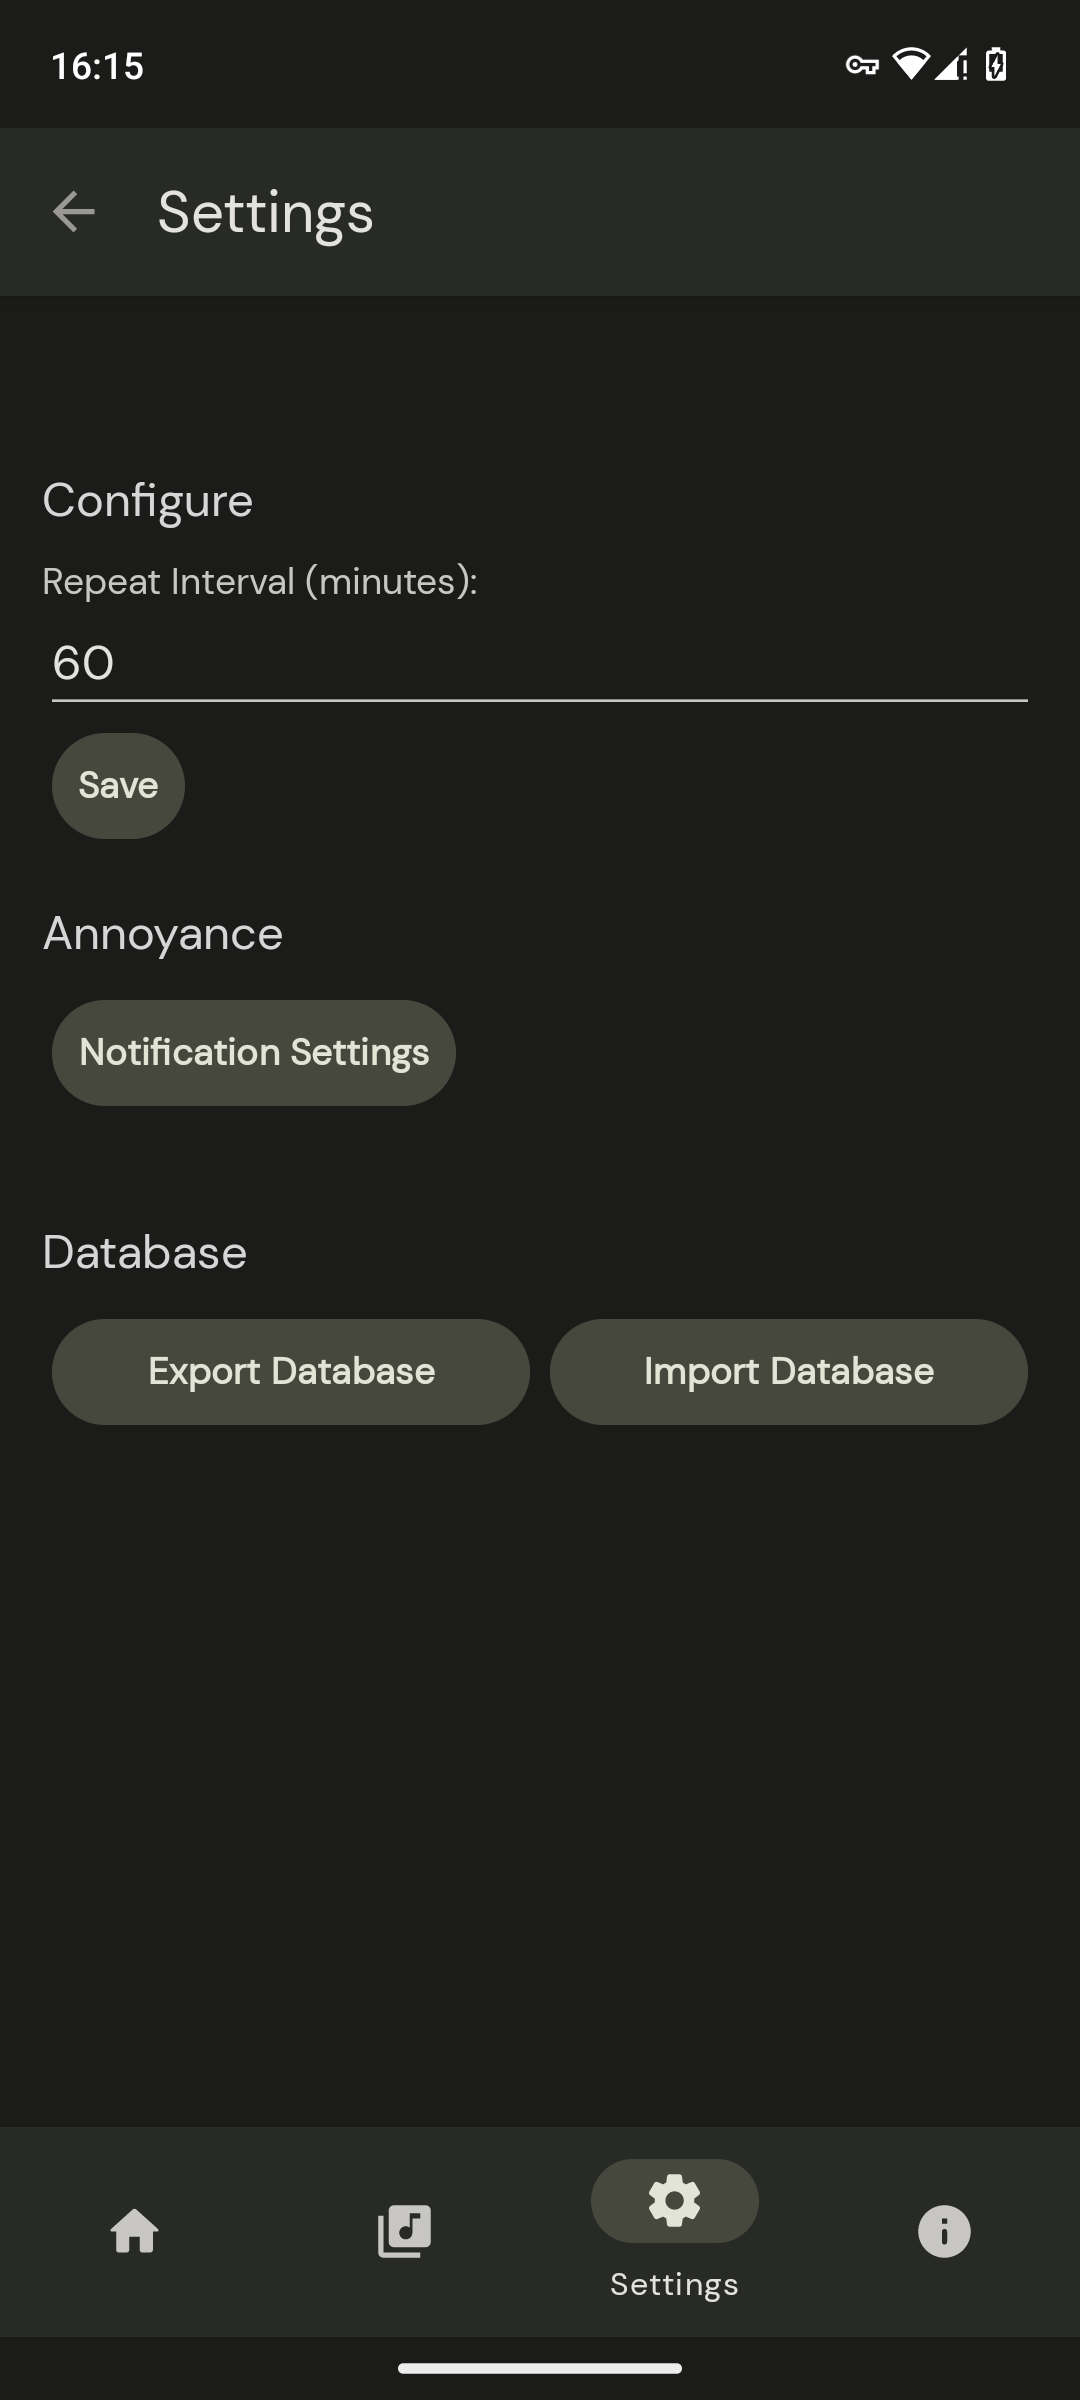 16:15
Settings
Configure
Repeat Interval (minutes):
60
Save
Annoyance
Notification Settings
Database
Export Database Import Database
Settings